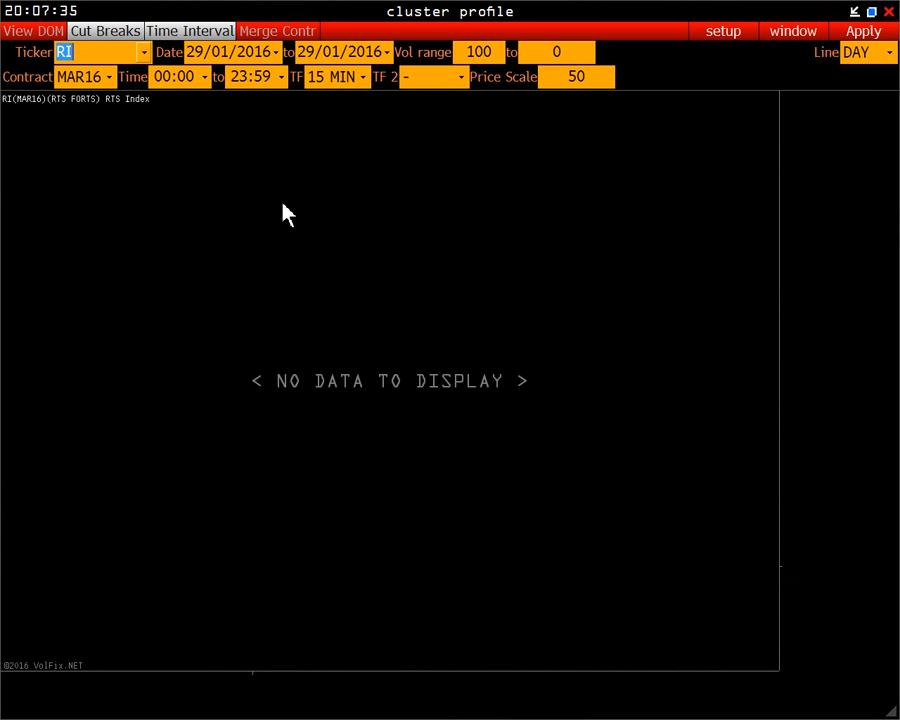 20:07:35 cluster profile
View DOM Cut Breaks Time Interval Merge Contr setup window Apply
Ticker RI Date 29/01/2016 to 29/01/2016 Vol range 100 to 0 Line DAY
Contract MAR16 Time 00:00 to 23:59 TF 15 MIN TF 2 - Price Scale 50
RI(MAR16)(RTS FORTS) RTS Index
< NO DATA TO DISPLAY >
©2016 VolFix.NET